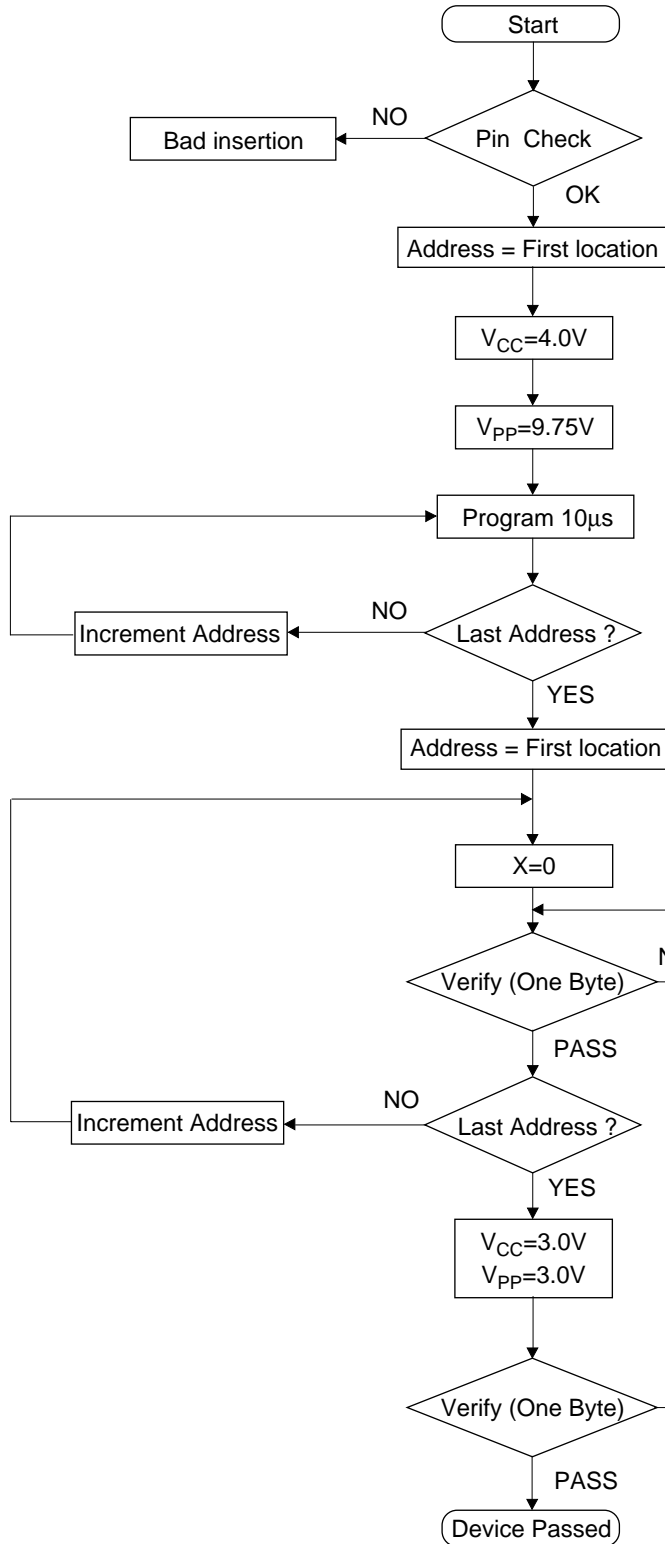 Start
NO
Bad insertion
Pin Check
OK
Address = First location
VCC=4.0V
VPP=9.75V
Program 10μs
NO
Increment Address
Last Address ?
YES
Address = First location
X=0
Verify (One Byte)
PASS
NO
Increment Address
Last Address ?
YES
VCC=3.0V
VPP=3.0V
Verify (One Byte)
PASS
Device Passed